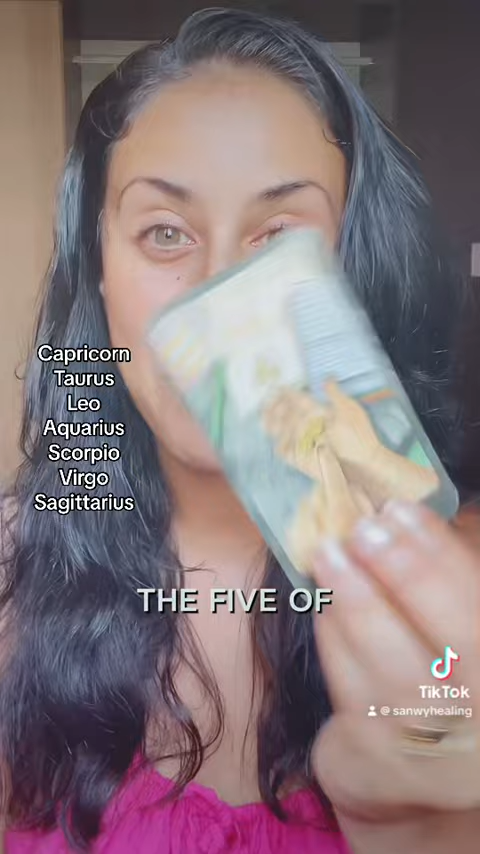 Capricorn
Taurus
Leo
Aquarius
Scorpio
Virgo
Sagittarius
THE FIVE OF
TikTok
@ sanwyhealing